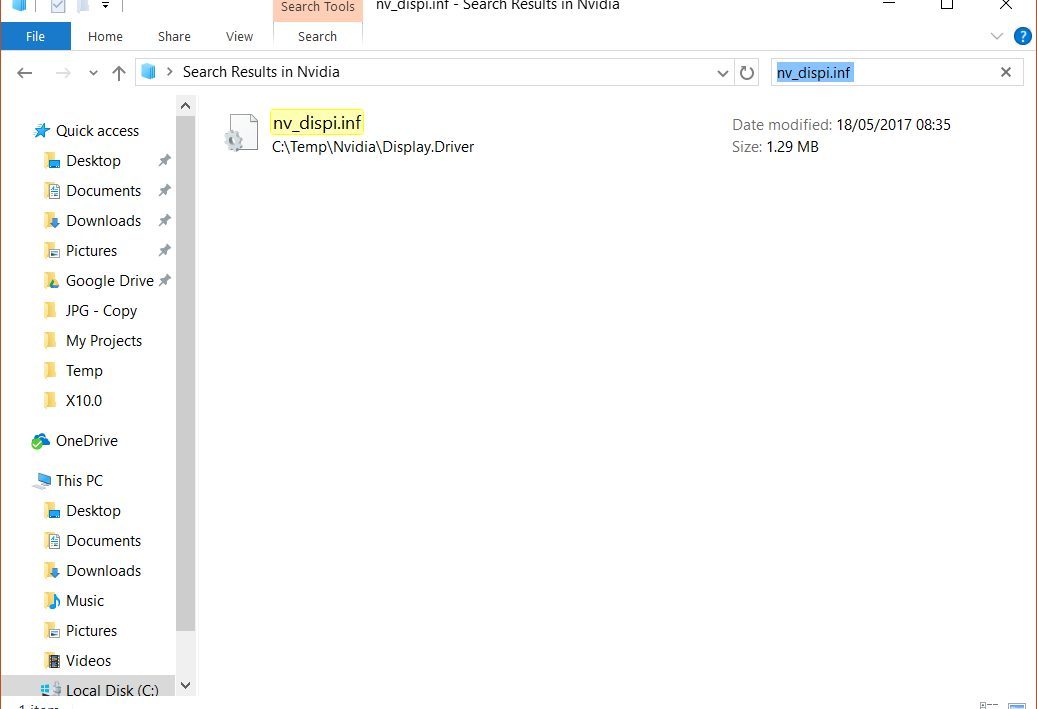 Search Tools
nv_dispi.inf - Search Results in Nvidia
File Home Share View Search
Search Results in Nvidia
nv_dispi.inf
Quick access
Desktop
Documents
Downloads
Pictures
Google Drive
JPG - Copy
My Projects
Temp
X10.0
OneDrive
This PC
Desktop
Documents
Downloads
Music
Pictures
Videos
Local Disk (C:)
nv_dispi.inf
C:\Temp\Nvidia\Display.Driver
Date modified: 18/05/2017 08:35
Size: 1.29 MB
1 item